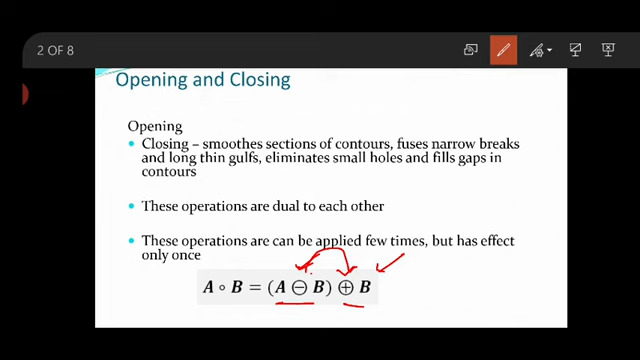 2 OF 8
Opening and Closing
Opening
Closing – smoothes sections of contours, fuses narrow breaks
and long thin gulfs, eliminates small holes and fills gaps in
contours
These operations are dual to each other
These operations are can be applied few times, but has effect
only once
A ∘ B = (A ⊖ B) ⊕ B